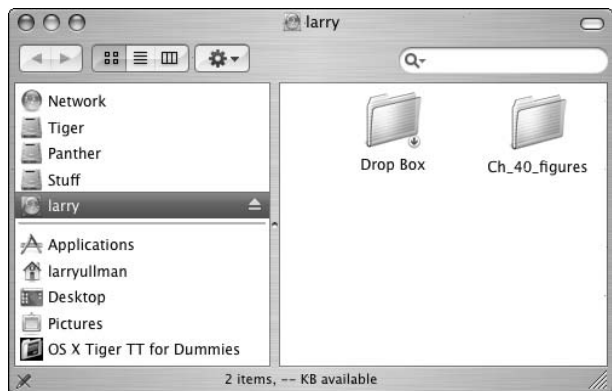 larry
Network
Tiger
Panther
Stuff
larry
Applications
larryullman
Desktop
Pictures
OS X Tiger TT for Dummies
Drop Box
Ch_40_figures
2 items, -- KB available